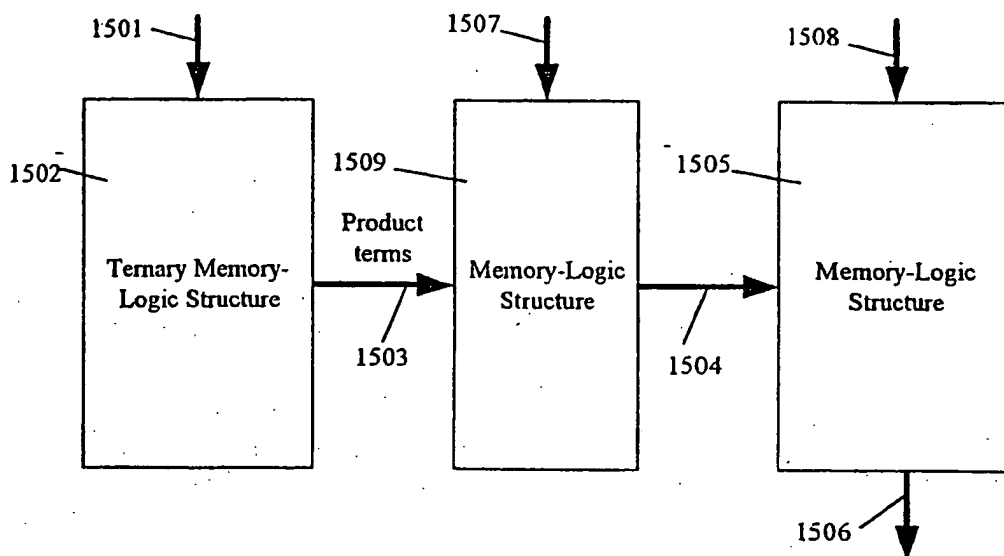 1501
1507
1508
1502
1509
1505
Product
terms
Ternary Memory-
Logic Structure
Memory-Logic
Structure
Memory-Logic
Structure
1503
1504
1506